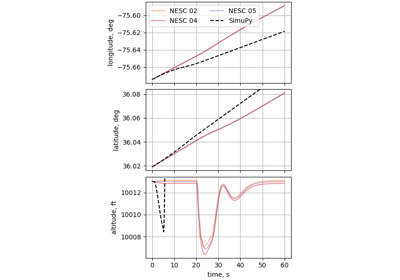 NESC 02
NESC 04
NESC 05
SimuPy
−75.60
−75.62
−75.64
−75.66
longitude, deg
36.08
36.06
36.04
36.02
latitude, deg
10012
10010
10008
altitude, ft
0 10 20 30 40 50 60
time, s